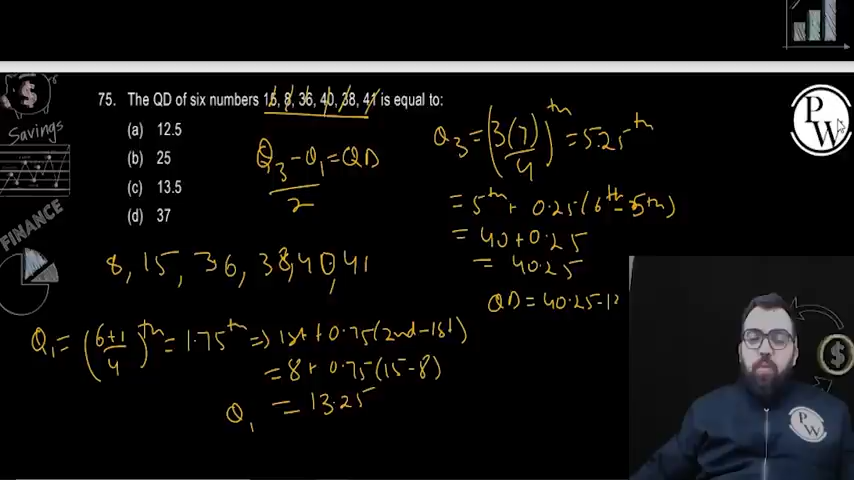 75. The QD of six numbers 15, 8, 36, 40, 38, 41 is equal to:
(a) 12.5
(b) 25
(c) 13.5
(d) 37
Q3 - Q1 = QD
2
8, 15, 36, 38, 40, 41
Q1 = (6+1/4)th = 1.75th => 1st + 0.75(2nd - 1st)
= 8 + 0.75(15 - 8)
Q1 = 13.25
Q3 = (3(7)/4)th = 5.25th
= 5th + 0.25(6th - 5th)
= 40 + 0.25
= 40.25
QD = 40.25 - 1
Savings
FINANCE
PW
PW